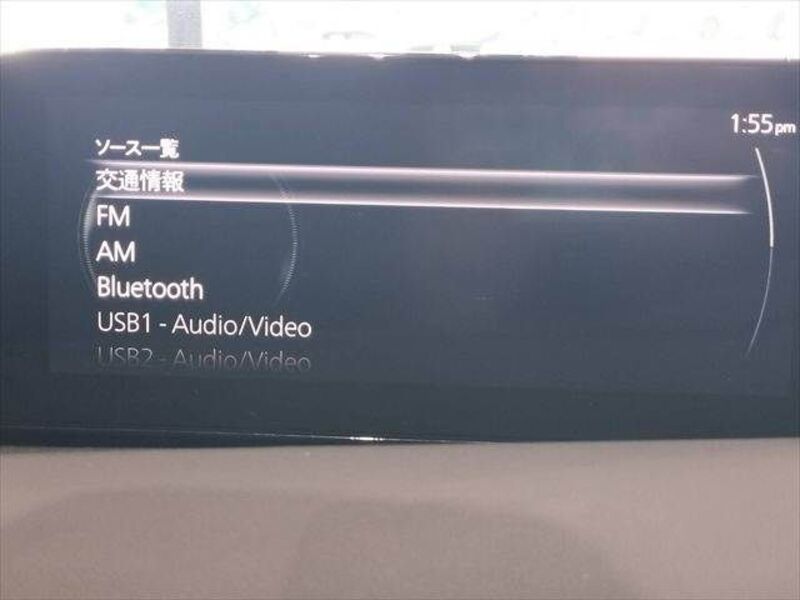 1:55pm
ソース一覧
交通情報
FM
AM
Bluetooth
USB1 - Audio/Video
USB2 - Audio/Video